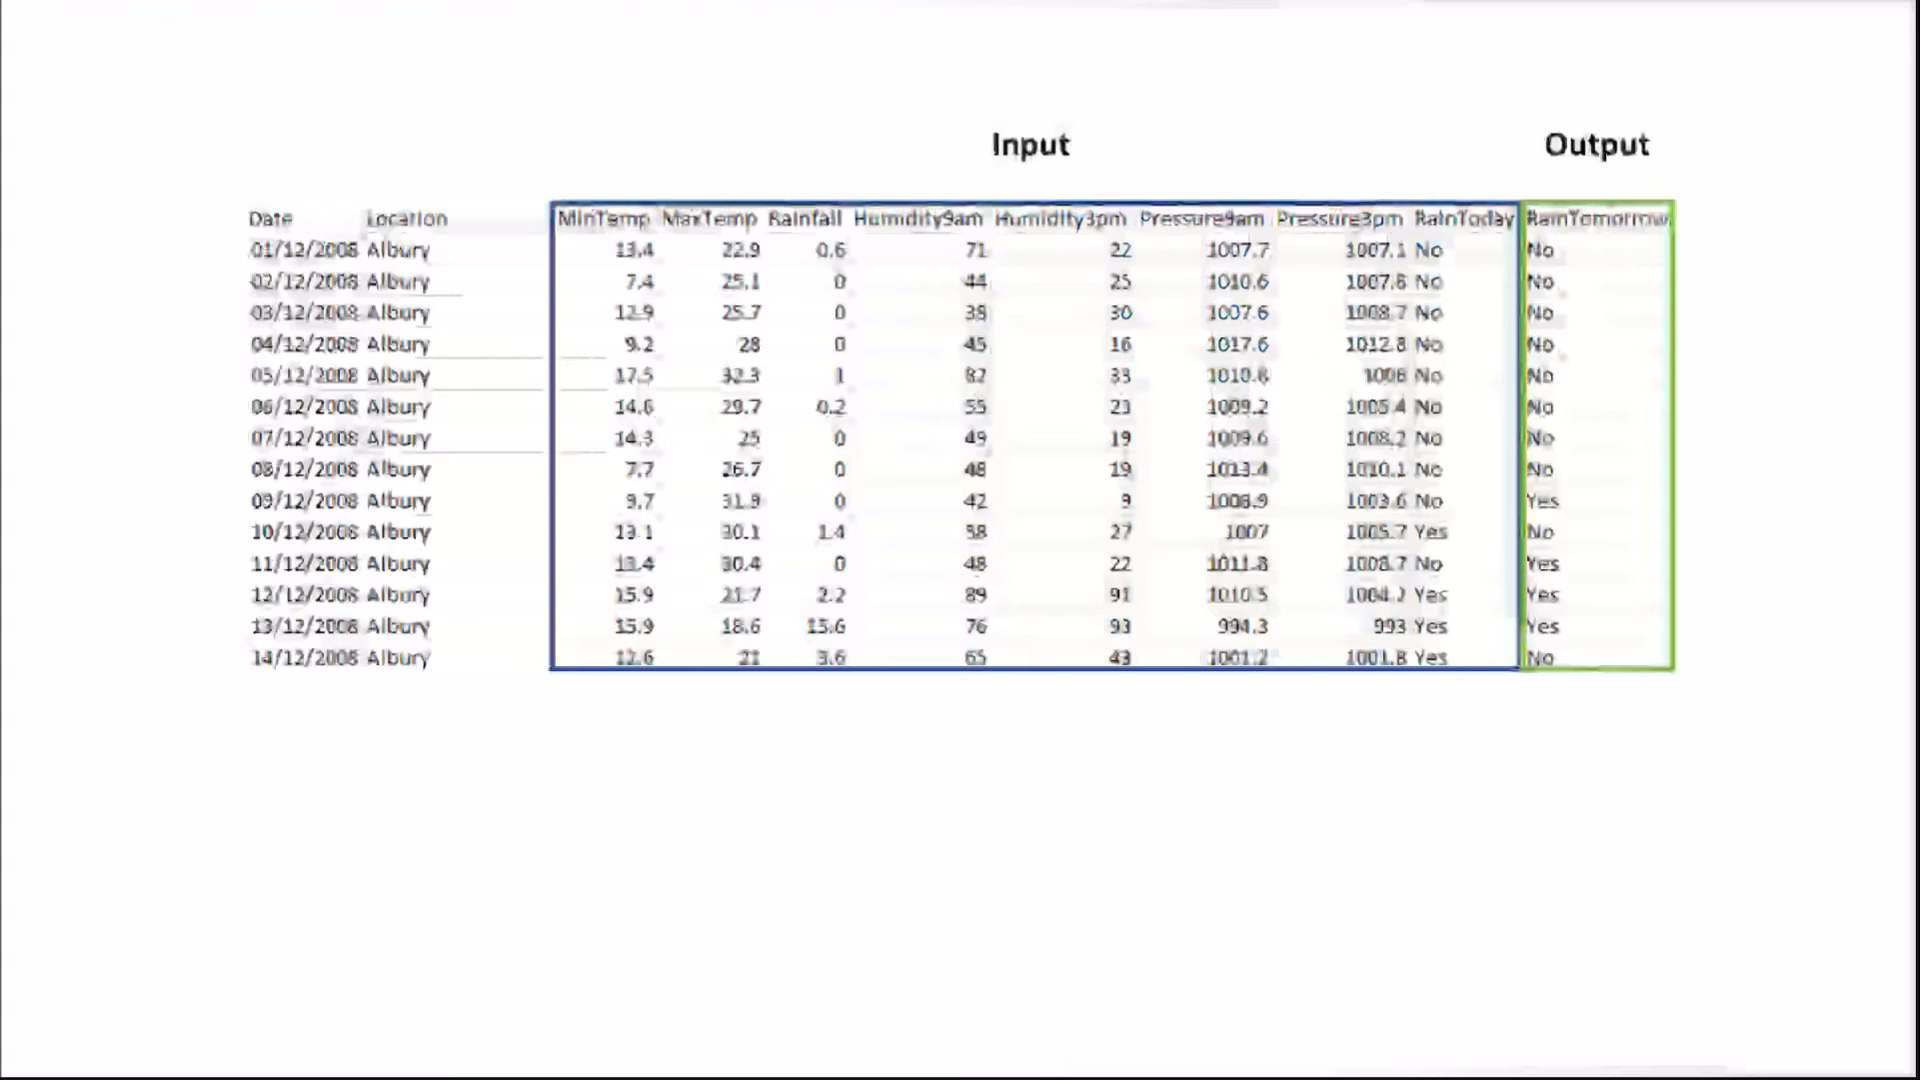 Input Output
Date Location MinTemp MaxTemp Rainfall Humidity9am Humidity3pm Pressure9am Pressure3pm RainToday RainTomorrow
01/12/2008 Albury 13.4 22.9 0.6 71 22 1007.7 1007.1 No No
02/12/2008 Albury 7.4 25.1 0 44 25 1010.6 1007.8 No No
03/12/2008 Albury 12.9 25.7 0 38 30 1007.6 1008.7 No No
04/12/2008 Albury 9.2 28 0 45 16 1017.6 1012.8 No No
05/12/2008 Albury 17.5 32.3 1 82 33 1010.8 1006 No No
06/12/2008 Albury 14.6 29.7 0.2 55 23 1009.2 1005.4 No No
07/12/2008 Albury 14.3 25 0 49 19 1009.6 1008.2 No No
08/12/2008 Albury 7.7 26.7 0 48 19 1013.4 1010.1 No No
09/12/2008 Albury 9.7 31.9 0 42 9 1008.9 1003.6 No Yes
10/12/2008 Albury 13.1 30.1 1.4 58 27 1007 1005.7 Yes No
11/12/2008 Albury 13.4 30.4 0 48 22 1011.8 1008.7 No Yes
12/12/2008 Albury 15.9 21.7 2.2 89 91 1010.5 1004.2 Yes Yes
13/12/2008 Albury 15.9 18.6 15.6 76 93 994.3 993 Yes Yes
14/12/2008 Albury 12.6 21 3.6 65 43 1001.2 1001.8 Yes No